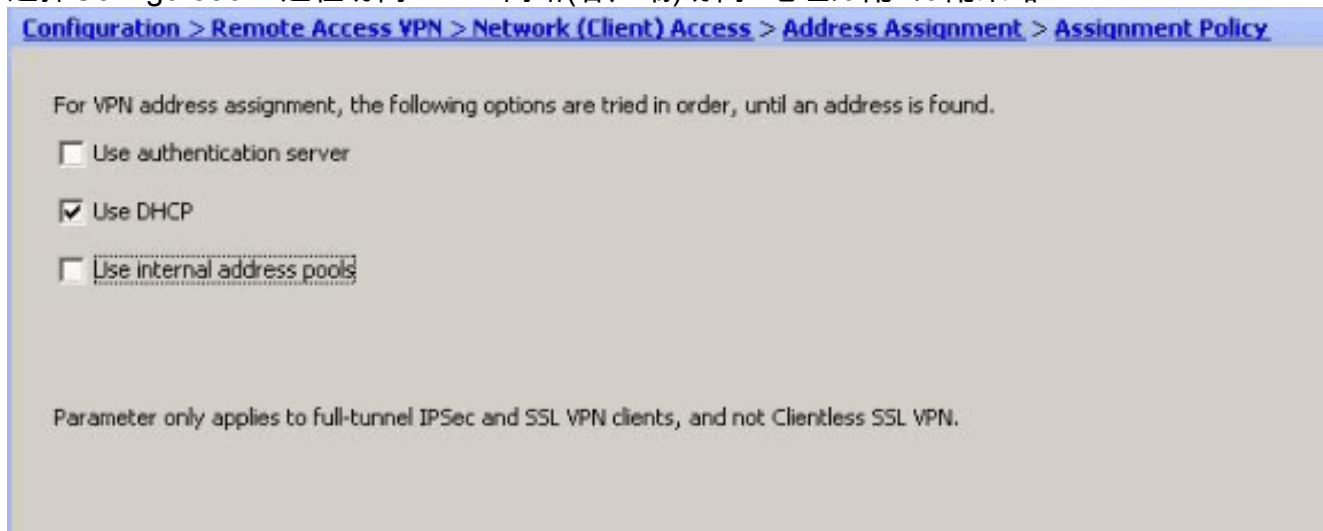 Configuration > Remote Access VPN > Network (Client) Access > Address Assignment > Assignment Policy
For VPN address assignment, the following options are tried in order, until an address is found.
Use authentication server
Use DHCP
Use internal address pools
Parameter only applies to full-tunnel IPSec and SSL VPN clients, and not Clientless SSL VPN.